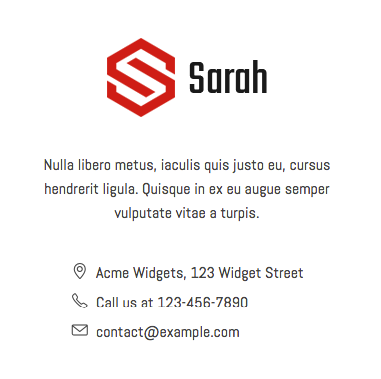 Sarah
Nulla libero metus, iaculis quis justo eu, cursus
hendrerit ligula. Quisque in ex eu augue semper
vulputate vitae a turpis.
Acme Widgets, 123 Widget Street
Call us at 123-456-7890
contact@example.com